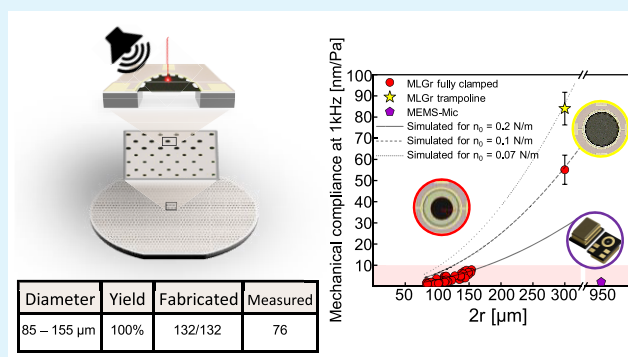 Diameter Yield Fabricated Measured
85 – 155 µm 100% 132/132 76
Mechanical compliance at 1kHz [nm/Pa]
100
90
80
70
60
50
40
30
20
10
MLGr fully clamped
MLGr trampoline
MEMS-Mic
Simulated for n₀ = 0.2 N/m
Simulated for n₀ = 0.1 N/m
Simulated for n₀ = 0.07 N/m
50 100 150 200 300 950
2r [µm]